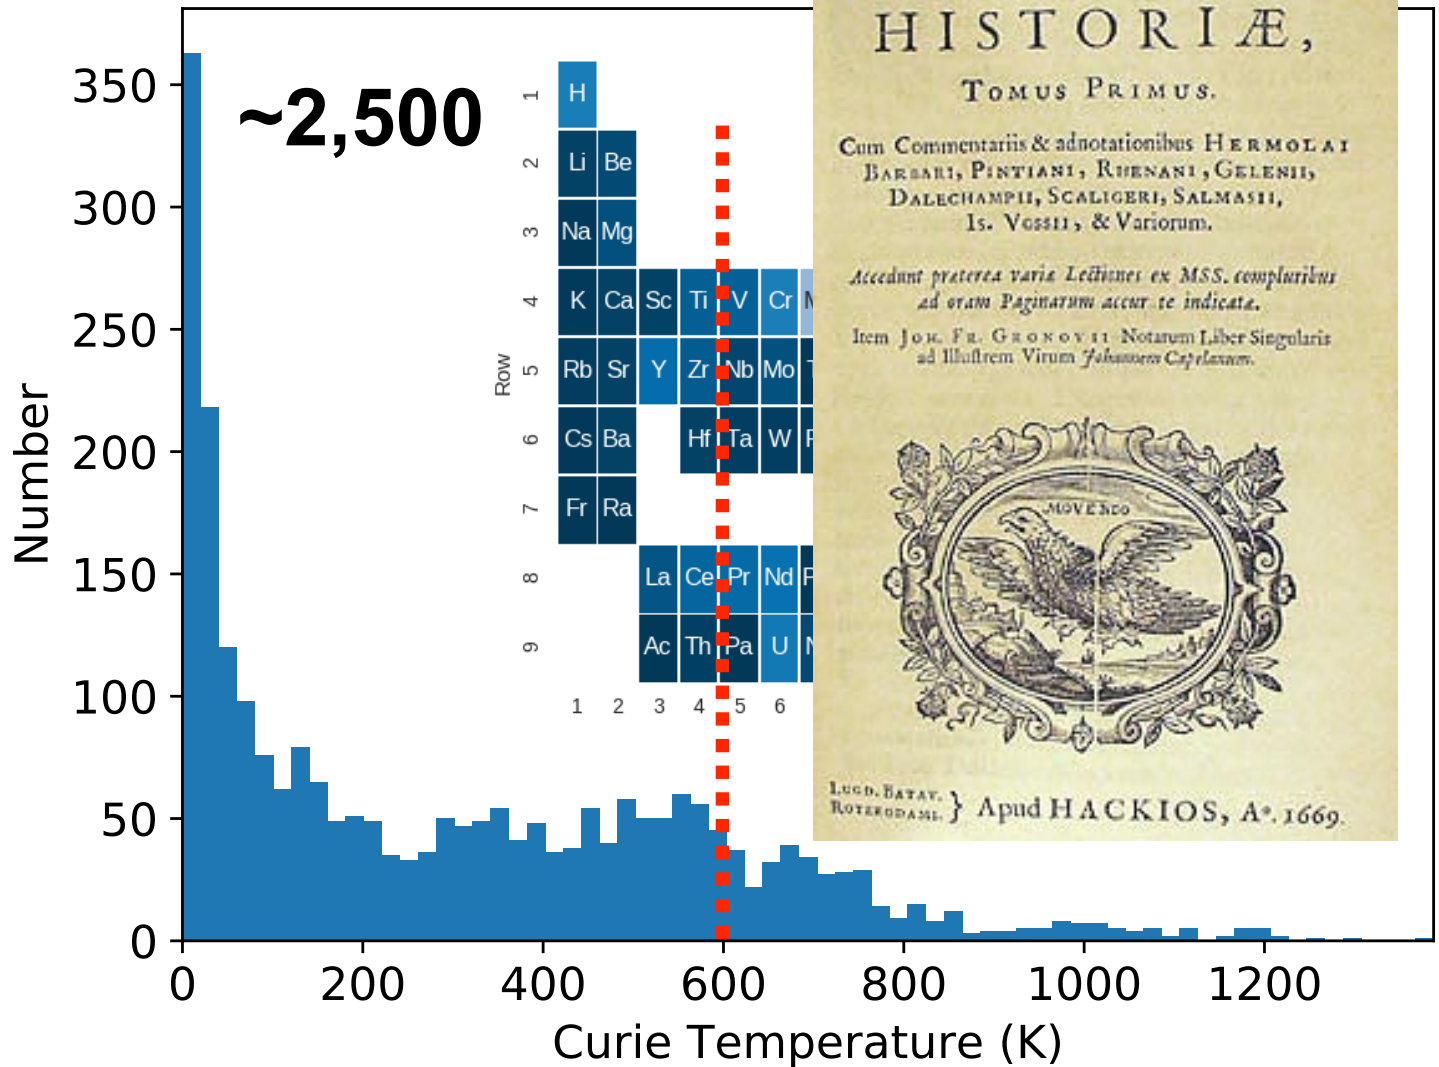 ~2,500
350
300
250
200
150
100
50
0
Number
0 200 400 600 800 1000 1200
Curie Temperature (K)
Row
1 H
2 Li Be
3 Na Mg
4 K Ca Sc Ti V Cr
5 Rb Sr Y Zr Nb Mo
6 Cs Ba Hf Ta W
7 Fr Ra
8 La Ce Pr Nd
9 Ac Th Pa U
1 2 3 4 5 6
HISTORIÆ,
TOMUS PRIMUS.
Cum Commentariis & adnotationibus HERMOLAI
BARBARI, PINTIANI, RHENANI, GELENII,
DALECHAMPII, SCALIGERI, SALMASII,
Is. VOSSII, & Variorum.
Accedunt præterea variæ Lectiones ex MSS. compluribus
ad oram Paginarum accur te indicatæ.
Item JOH. FR. GRONOVII Notarum Liber Singularis
ad Illustrem Virum Johannem Capelanum.
MOVENDO
LUGD. BATAV.
ROTERODAMI. } Apud HACKIOS, Aº. 1669.